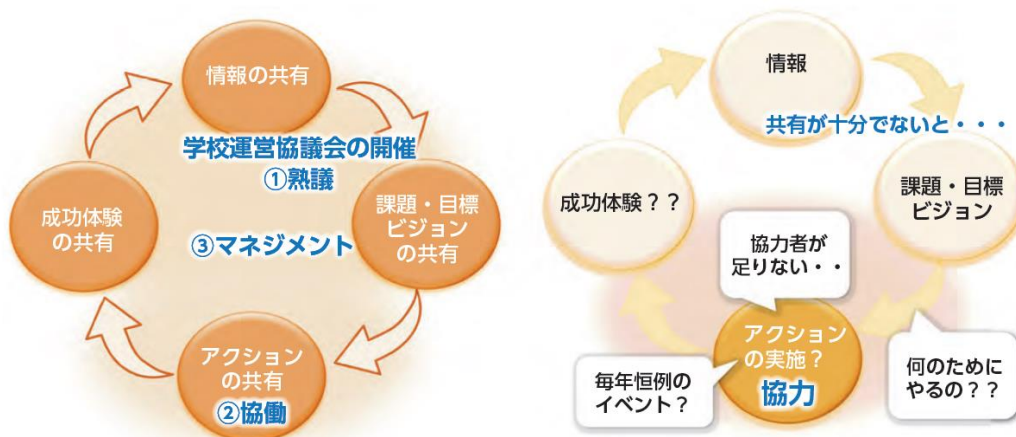 情報の共有
学校運営協議会の開催
①熟議
課題・目標
ビジョン
の共有
③マネジメント
アクション
の共有
②協働
成功体験
の共有
情報
共有が十分でないと・・・
課題・目標
ビジョン
成功体験？？
協力者が
足りない・・
アクション
の実施？
協力
毎年恒例の
イベント？
何のために
やるの？？